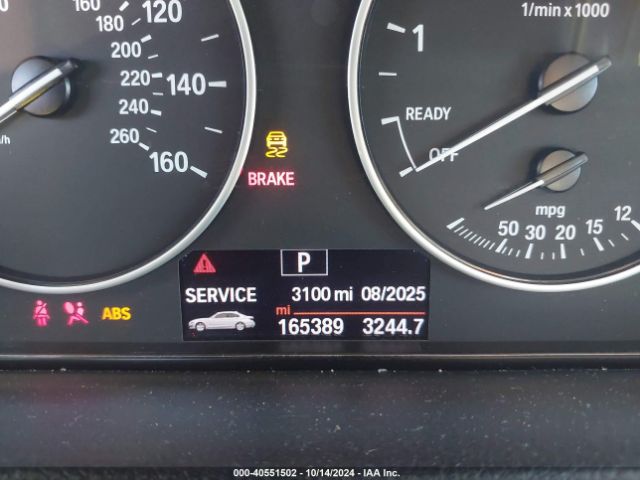 160
180
120
200
220
140
240
260
160
/h
BRAKE
ABS
P
SERVICE 3100 mi 08/2025
mi
165389 3244.7
1/min x 1000
1
READY
OFF
mpg
50 30 20 15 12
000-40551502 - 10/14/2024 - IAA Inc.